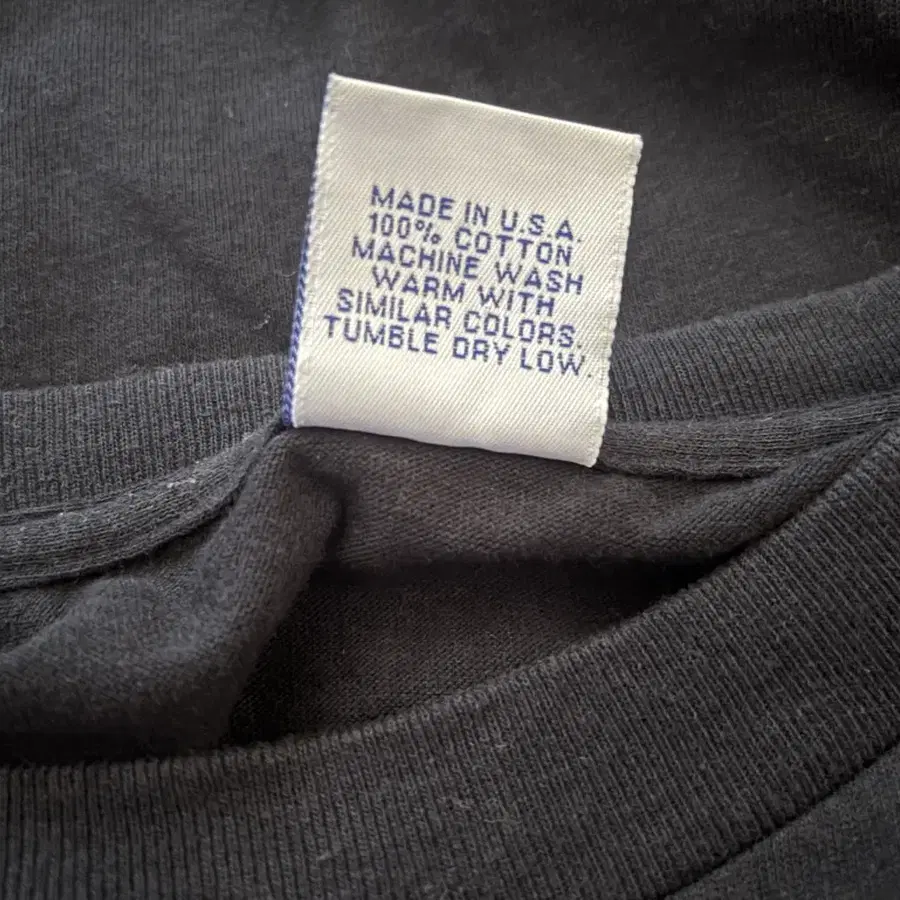 MADE IN U.S.A.
100% COTTON
MACHINE WASH
WARM WITH
SIMILAR COLORS.
TUMBLE DRY LOW.